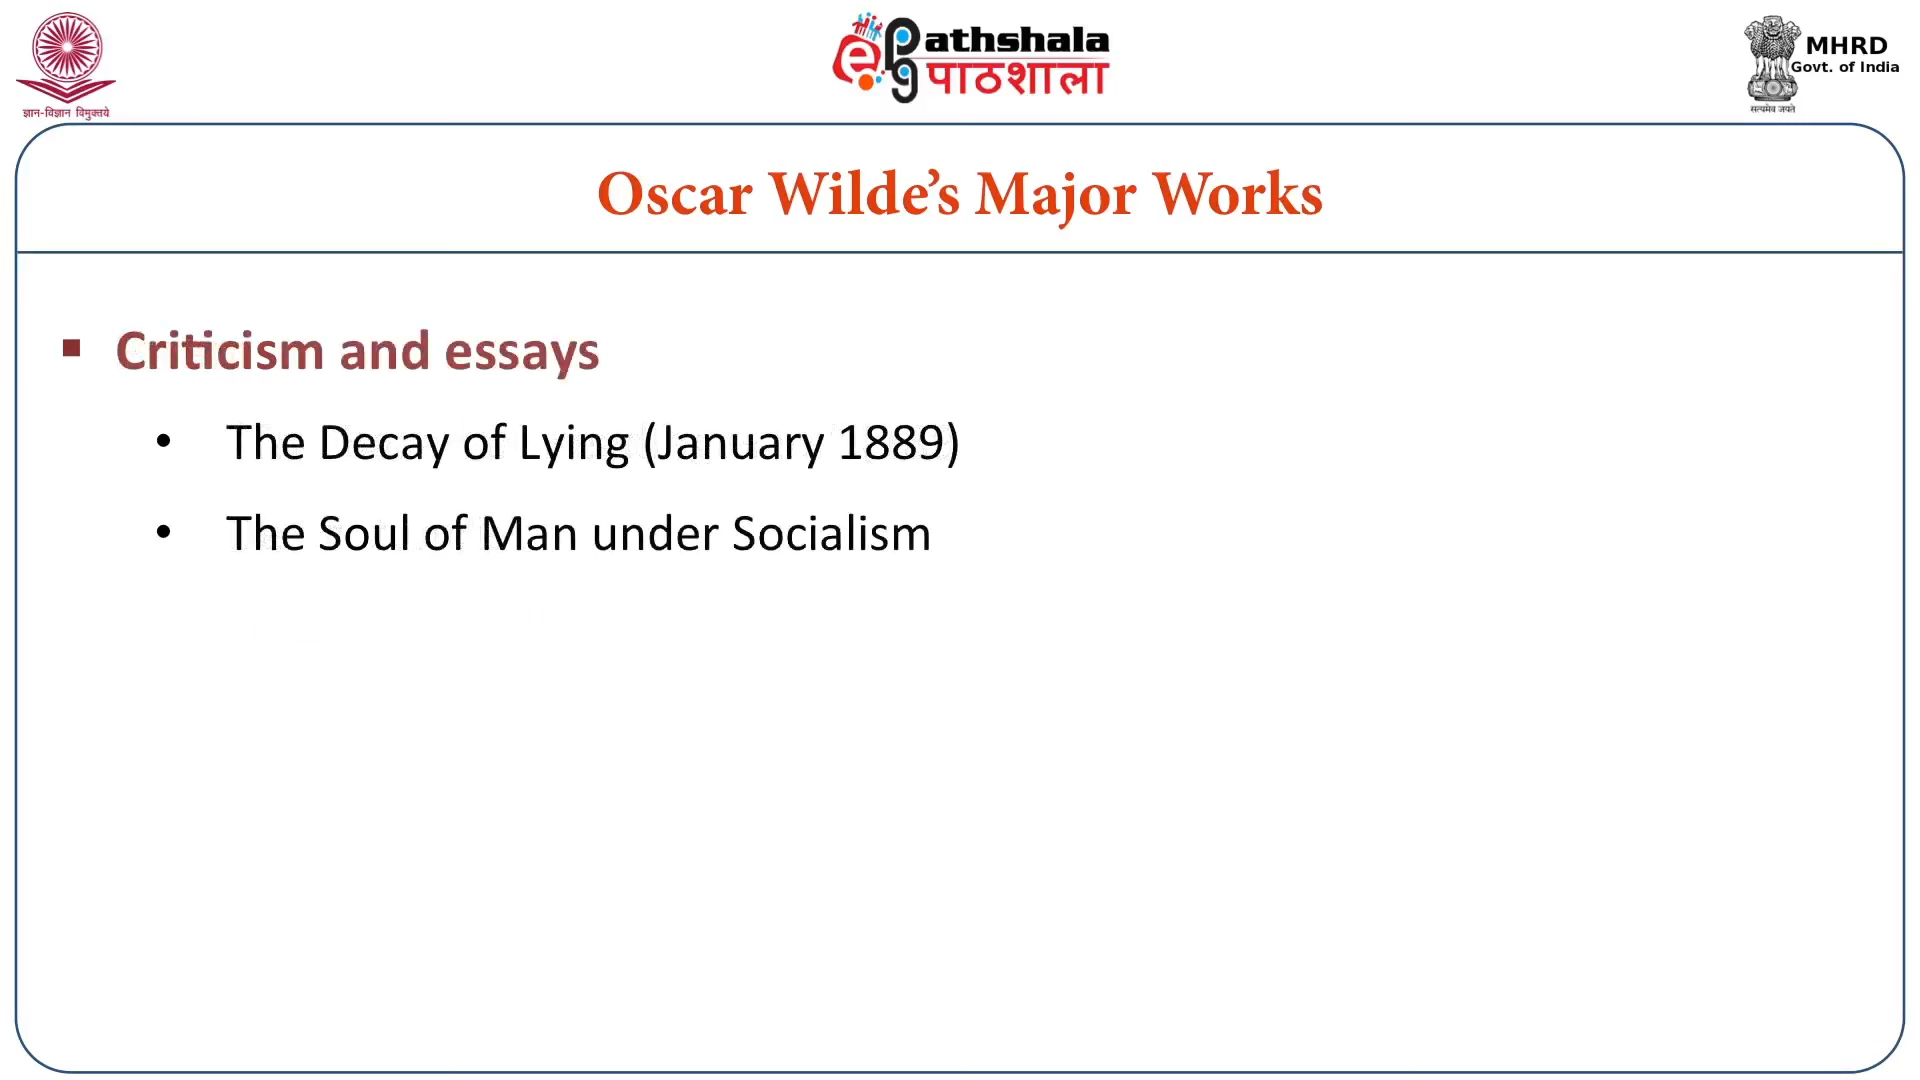 ज्ञान-विज्ञान विमुक्तये
e pg Pathshala
पाठशाला
MHRD
Govt. of India
सत्यमेव जयते
Oscar Wilde’s Major Works
▪ Criticism and essays
• The Decay of Lying (January 1889)
• The Soul of Man under Socialism